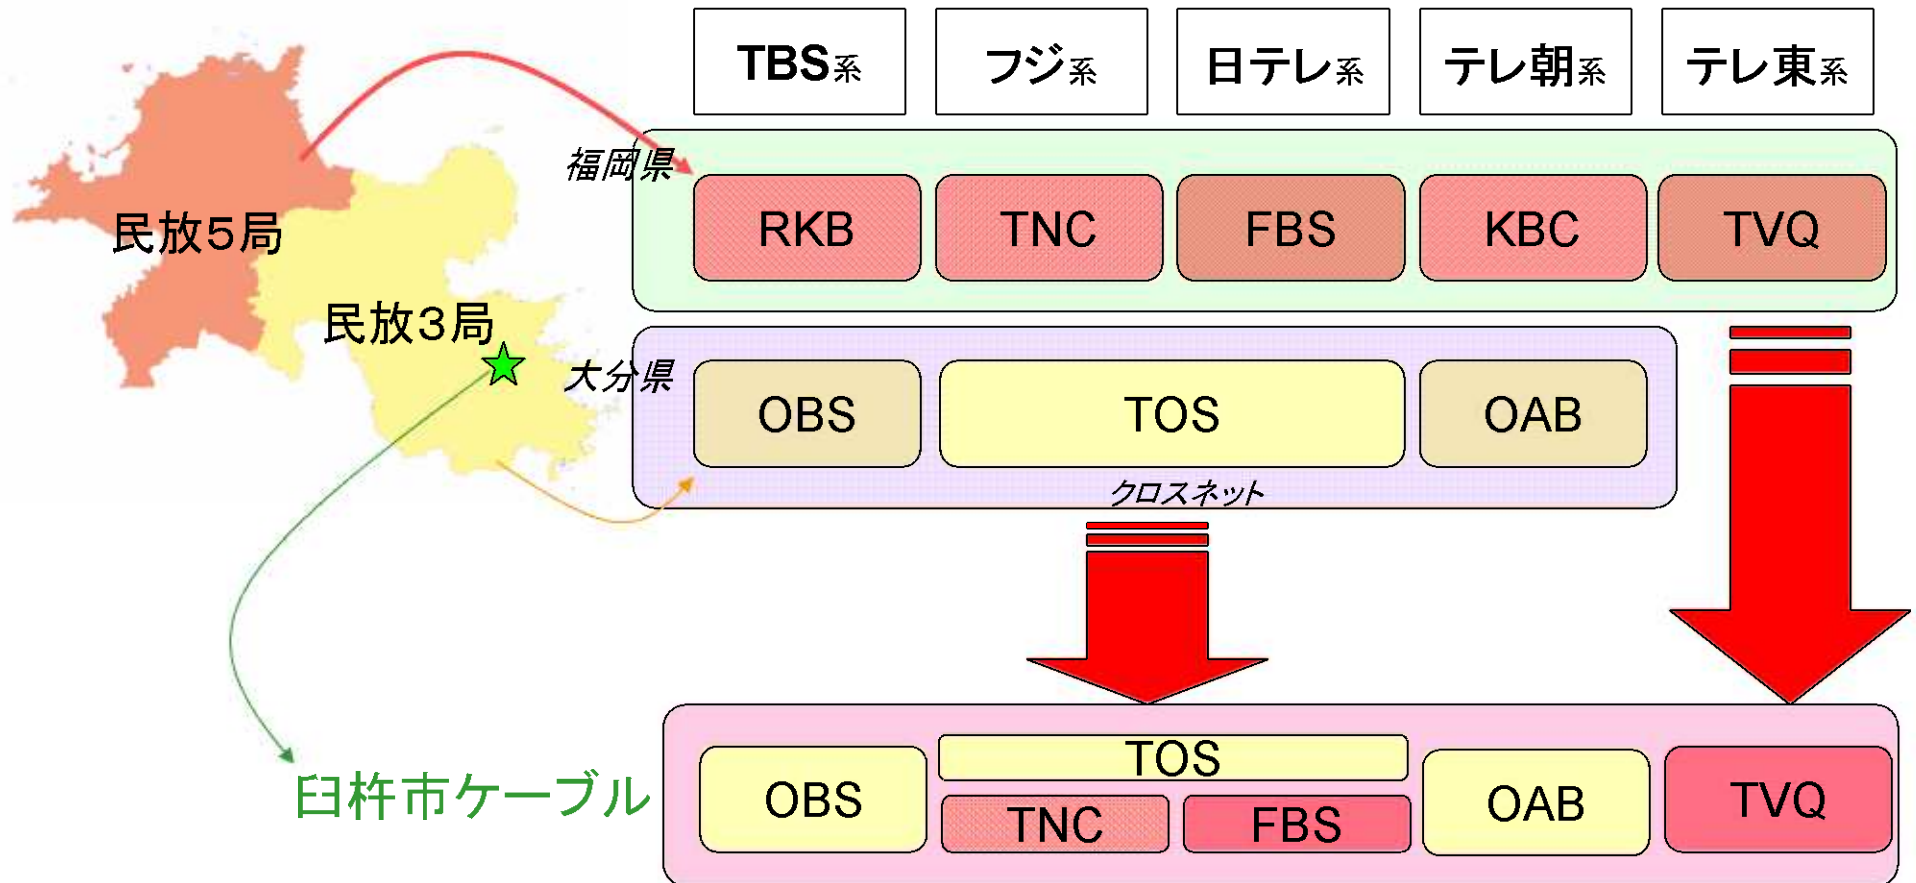 TBS系
フジ系
日テレ系
テレ朝系
テレ東系
福岡県
RKB
TNC
FBS
KBC
TVQ
民放5局
民放3局
大分県
OBS
TOS
OAB
クロスネット
臼杵市ケーブル
OBS
TOS
TNC
FBS
OAB
TVQ